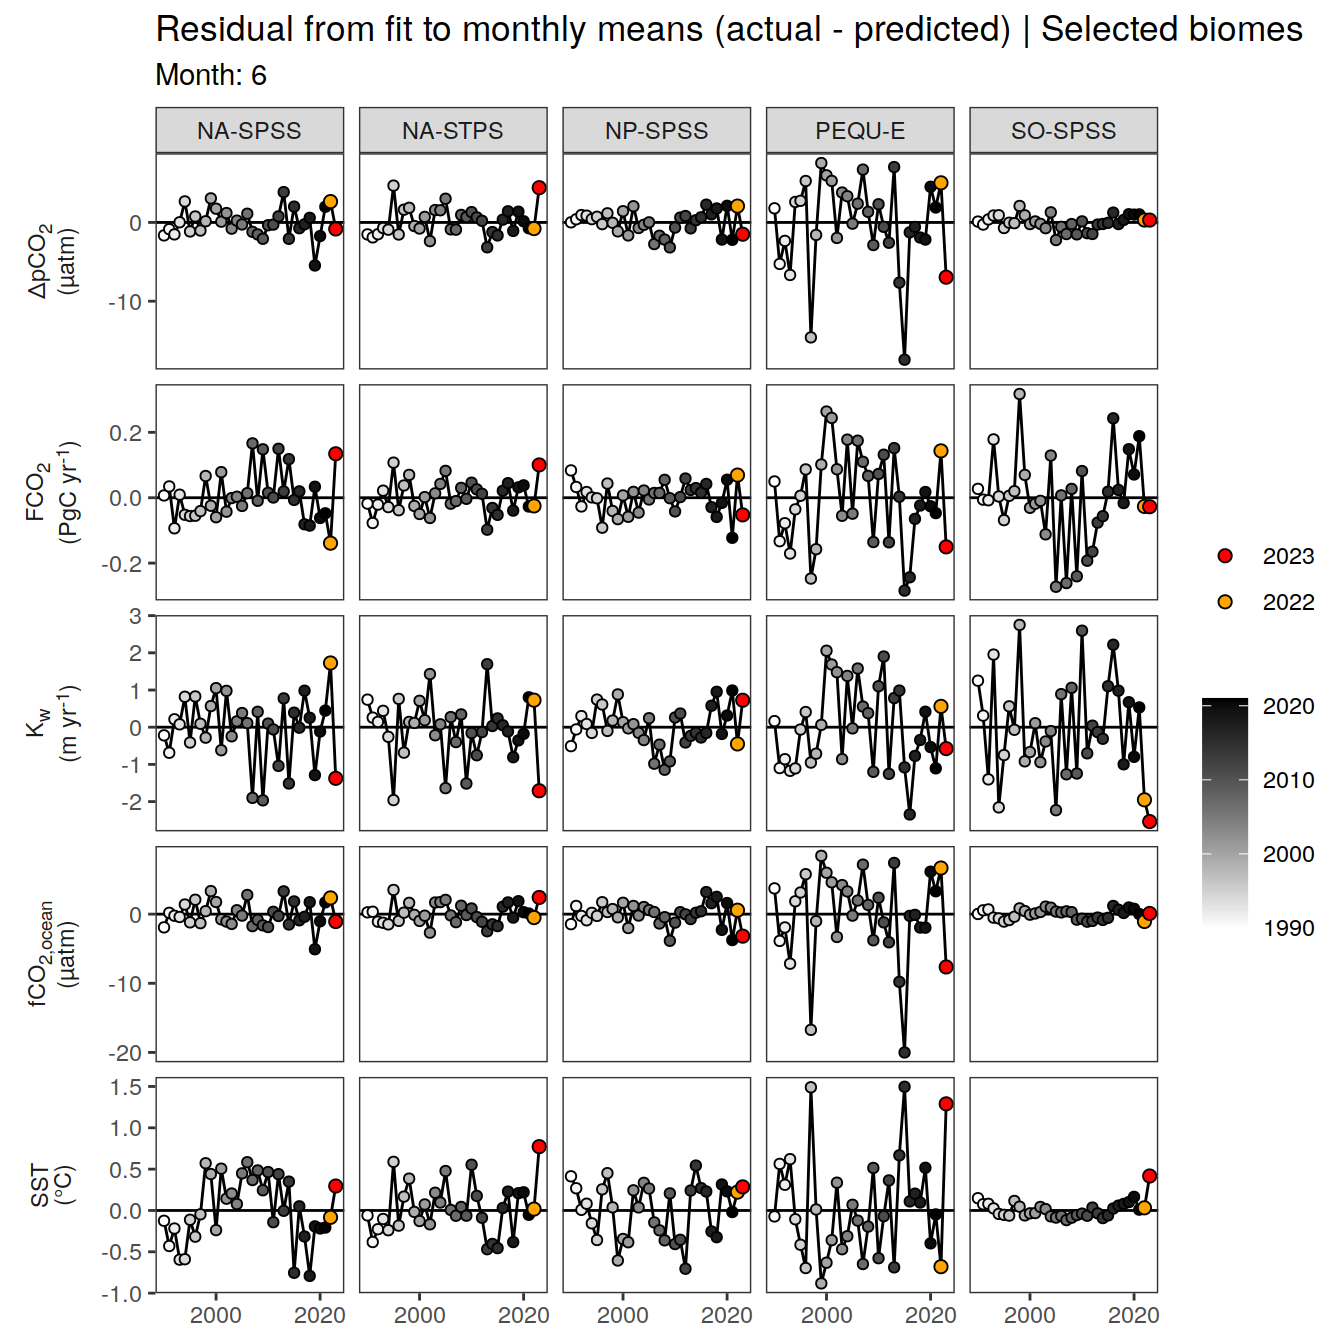 Residual from fit to monthly means (actual - predicted) | Selected biomes
Month: 6
NA-SPSS NA-STPS NP-SPSS PEQU-E SO-SPSS
ΔpCO2
(µatm)
0
-10
FCO2
(PgC yr-1)
0.2
0.0
-0.2
Kw
(m yr-1)
3
2
1
0
-1
-2
fCO2,ocean
(µatm)
0
-10
-20
SST
(°C)
1.5
1.0
0.5
0.0
-0.5
-1.0
2000 2020 2000 2020 2000 2020 2000 2020 2000 2020
2023
2022
2020
2010
2000
1990